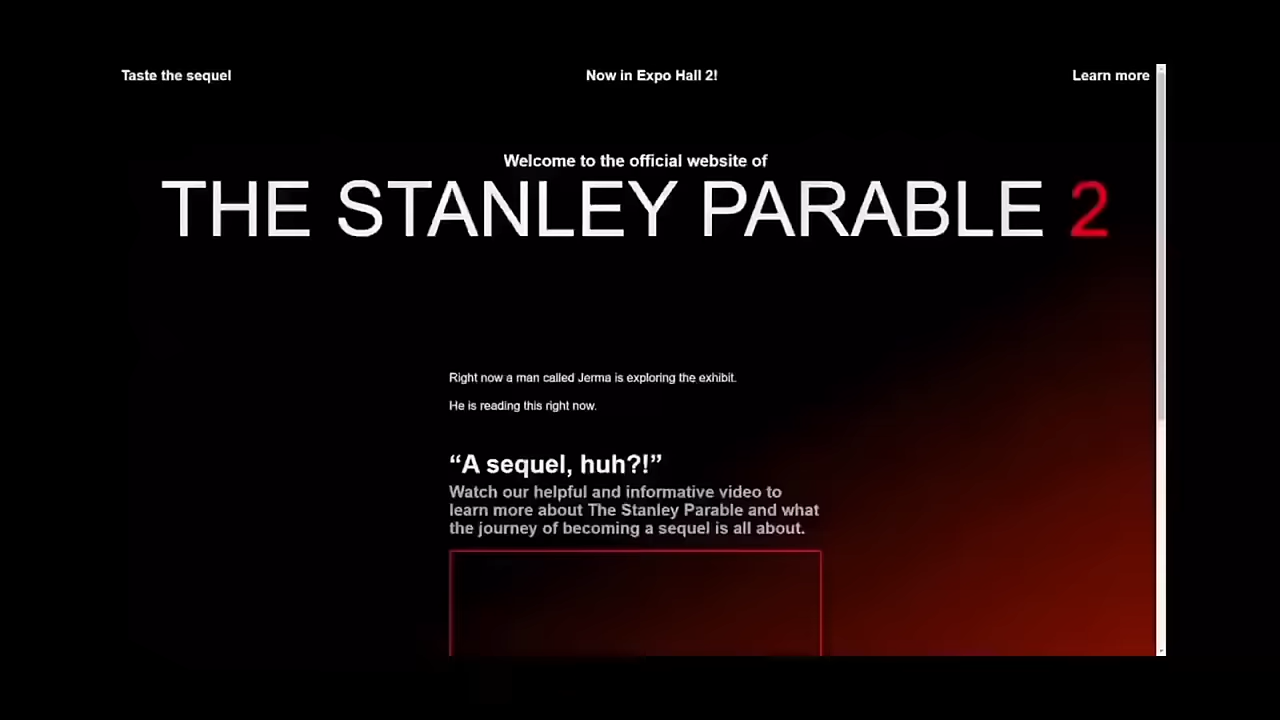 Taste the sequel
Now in Expo Hall 2!
Learn more
Welcome to the official website of
THE STANLEY PARABLE 2
Right now a man called Jerma is exploring the exhibit.
He is reading this right now.
“A sequel, huh?!”
Watch our helpful and informative video to
learn more about The Stanley Parable and what
the journey of becoming a sequel is all about.